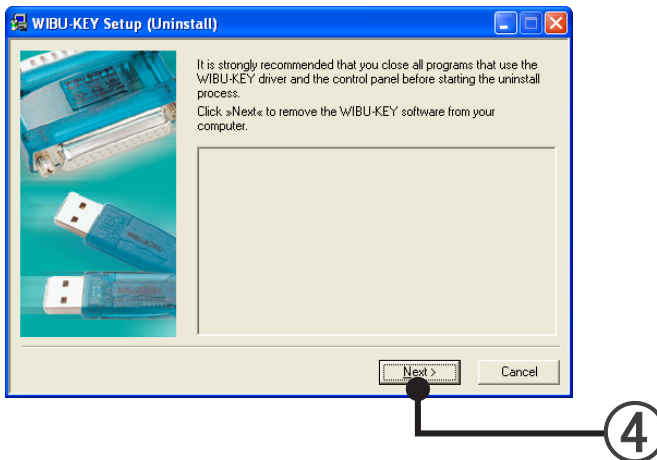 WIBU-KEY Setup (Uninstall)
It is strongly recommended that you close all programs that use the
WIBU-KEY driver and the control panel before starting the uninstall
process.
Click »Next« to remove the WIBU-KEY software from your
computer.
Next >
Cancel
4